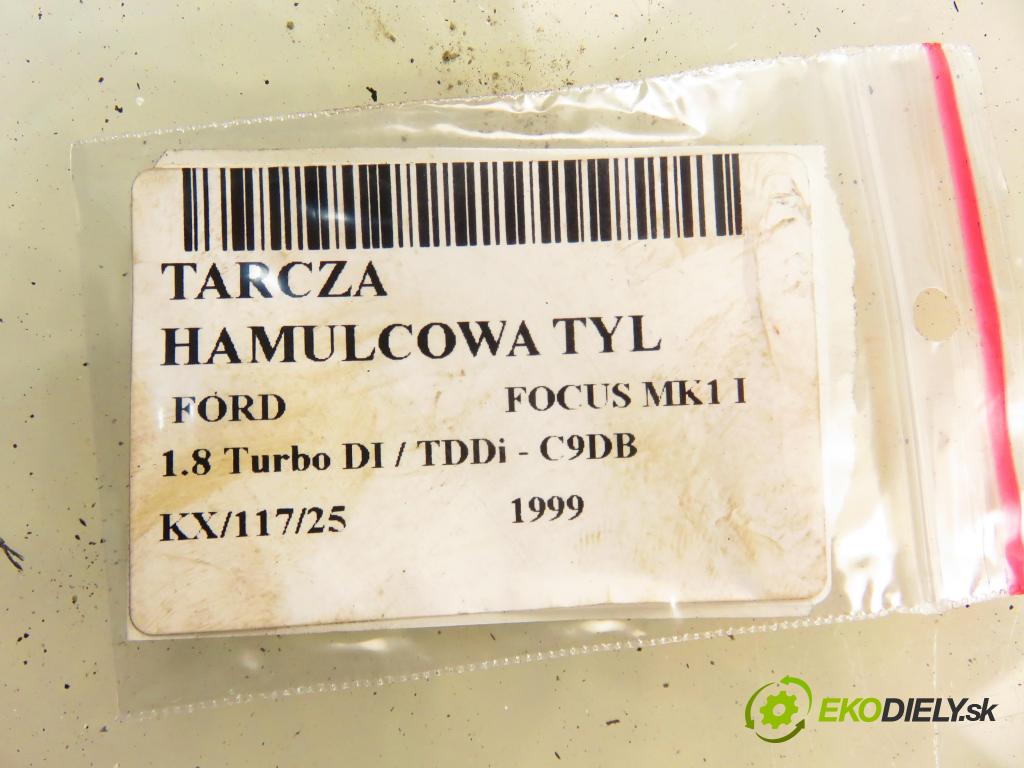 TARCZA
HAMULCOWA TYL
FORD FOCUS MK1 I
1.8 Turbo DI / TDDi - C9DB
KX/117/25 1999
EKODIELY.sk